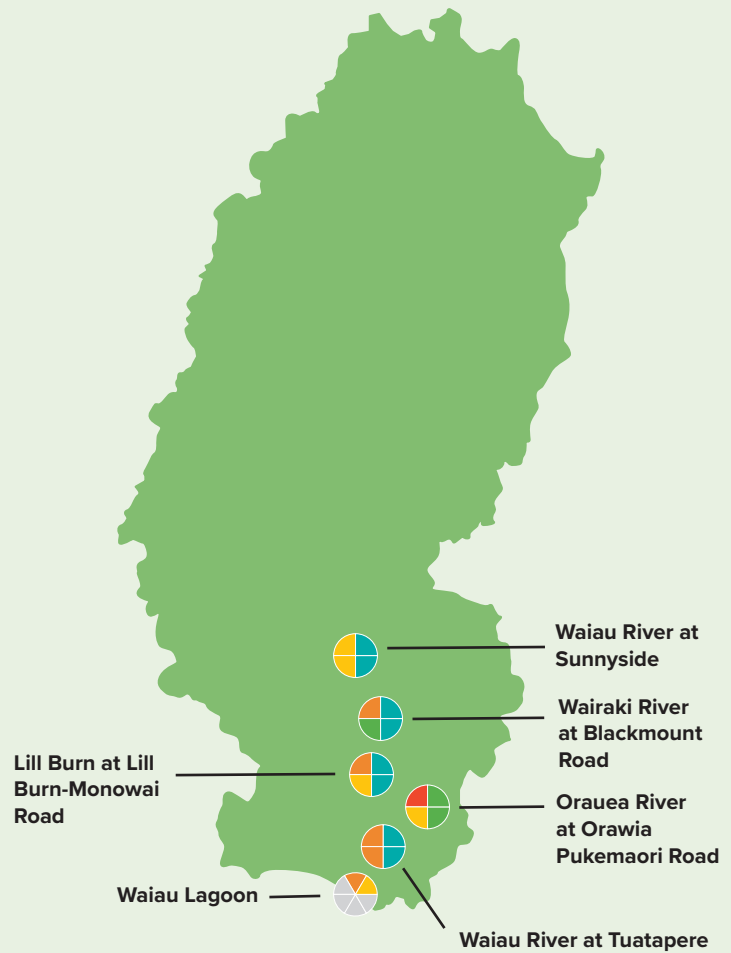 Waiau River at
Sunnyside
Wairaki River
at Blackmount
Road
Lill Burn at Lill
Burn-Monowai
Road
Orauea River
at Orawia
Pukemaori Road
Waiau Lagoon
Waiau River at Tuatapere